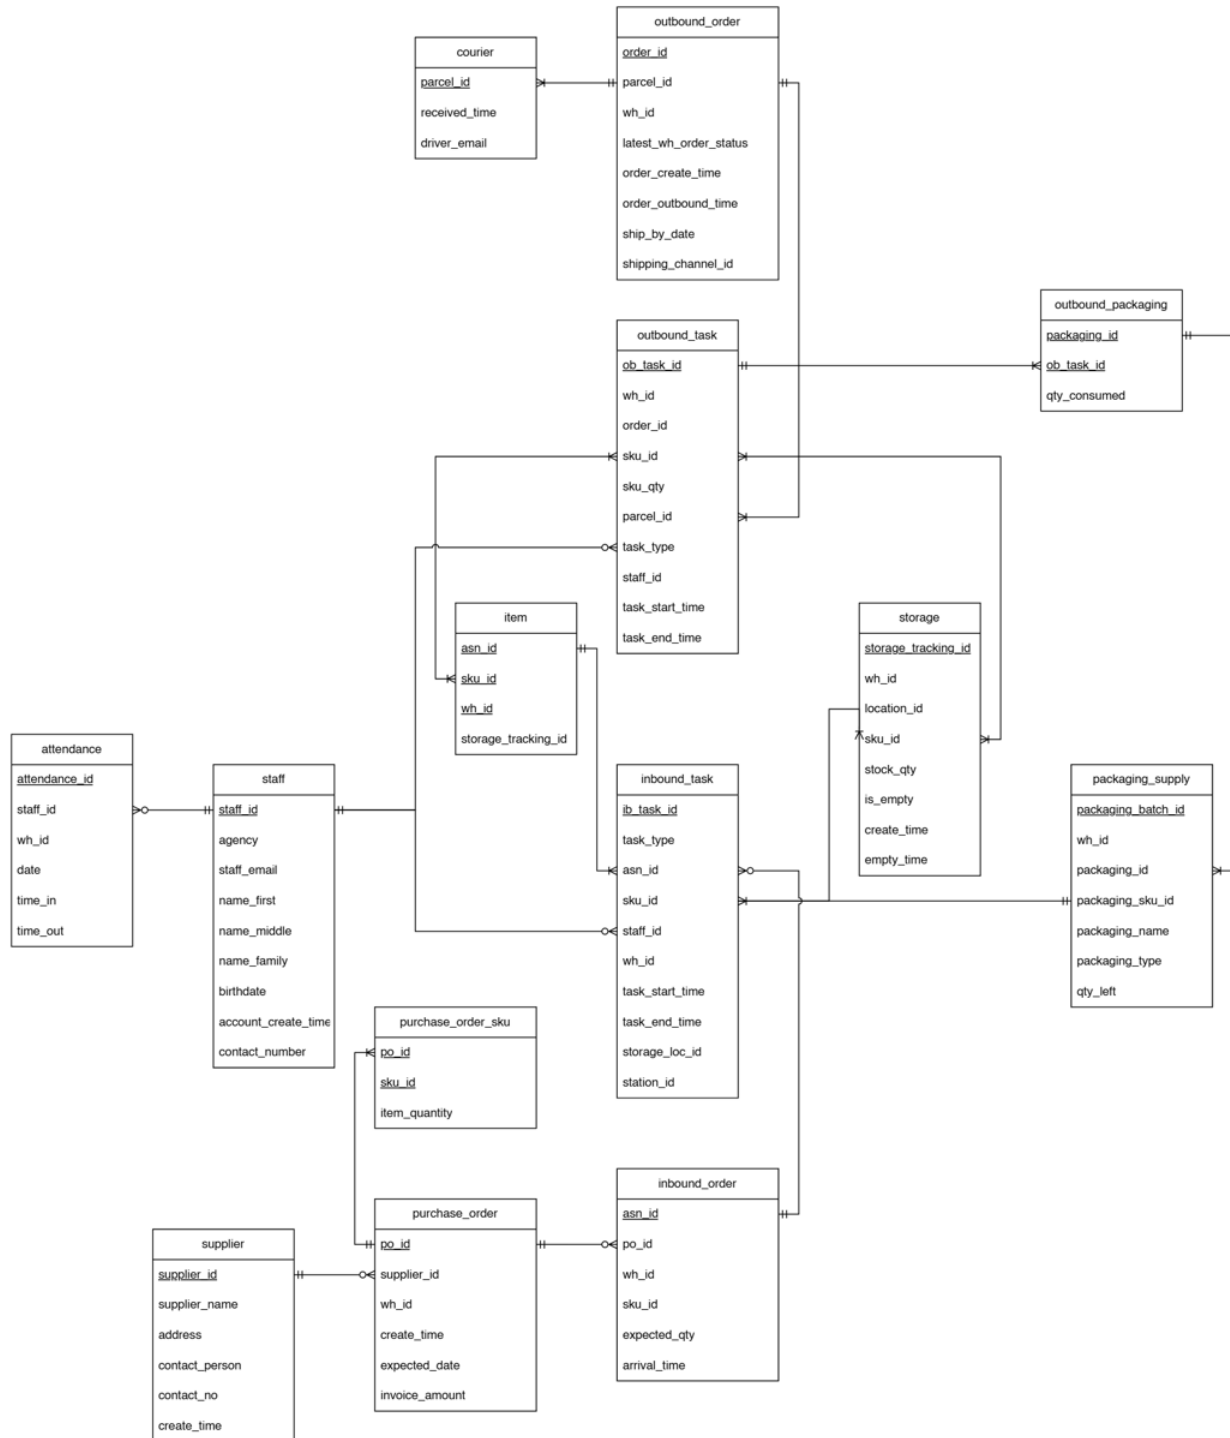 outbound_order
order_id
parcel_id
wh_id
latest_wh_order_status
order_create_time
order_outbound_time
ship_by_date
shipping_channel_id
courier
parcel_id
received_time
driver_email
outbound_packaging
packaging_id
ob_task_id
qty_consumed
outbound_task
ob_task_id
wh_id
order_id
sku_id
sku_qty
parcel_id
task_type
staff_id
task_start_time
task_end_time
item
asn_id
sku_id
wh_id
storage_tracking_id
storage
storage_tracking_id
wh_id
location_id
sku_id
stock_qty
is_empty
create_time
empty_time
attendance
attendance_id
staff_id
wh_id
date
time_in
time_out
staff
staff_id
agency
staff_email
name_first
name_middle
name_family
birthdate
account_create_time
contact_number
inbound_task
ib_task_id
task_type
asn_id
sku_id
staff_id
wh_id
task_start_time
task_end_time
storage_loc_id
station_id
packaging_supply
packaging_batch_id
wh_id
packaging_id
packaging_sku_id
packaging_name
packaging_type
qty_left
purchase_order_sku
po_id
sku_id
item_quantity
inbound_order
asn_id
po_id
wh_id
sku_id
expected_qty
arrival_time
purchase_order
po_id
supplier_id
wh_id
create_time
expected_date
invoice_amount
supplier
supplier_id
supplier_name
address
contact_person
contact_no
create_time